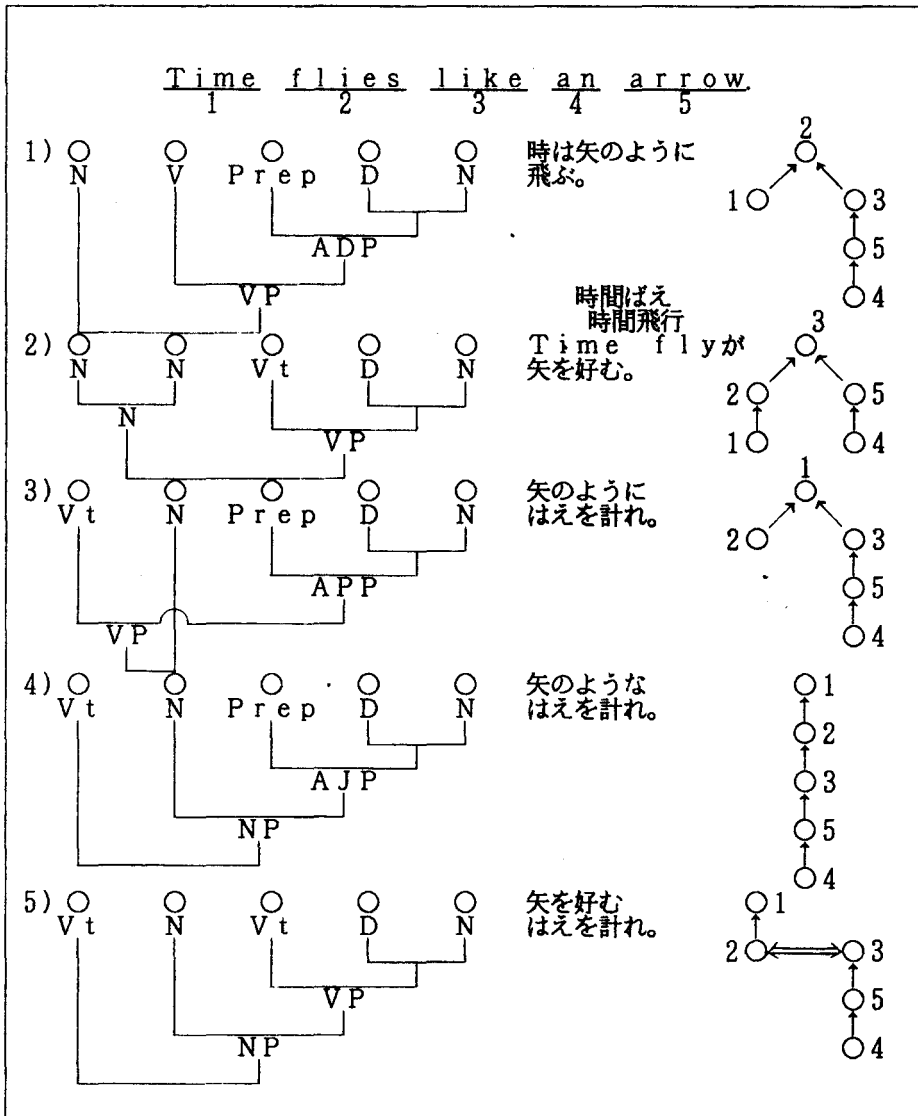 Time flies like an arrow.
1 2 3 4 5
1)
N V Prep D N
時は矢のように
飛ぶ。
ADP
VP
2
1 3
5
4
2)
N N Vt D N
時間ばえ
時間飛行
Time flyが
矢を好む。
N
VP
3
2 5
1 4
3)
Vt N Prep D N
矢のように
はえを計れ。
APP
VP
1
2 3
5
4
4)
Vt N Prep D N
矢のような
はえを計れ。
AJP
NP
1
2
3
5
4
5)
Vt N Vt D N
矢を好む
はえを計れ。
VP
NP
1
2 3
5
4